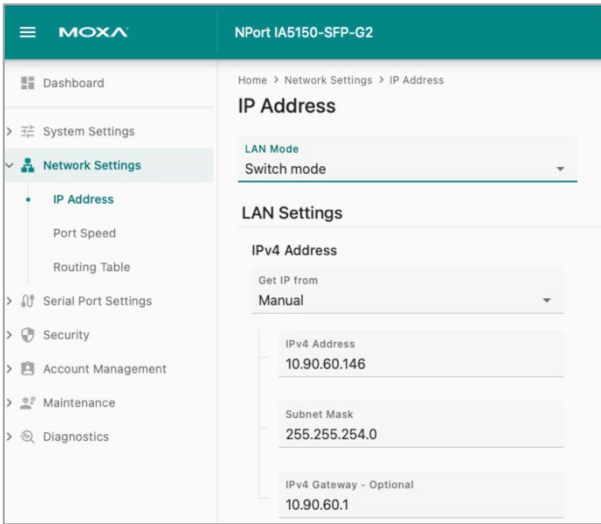 MOXA
NPort IA5150-SFP-G2
Dashboard
System Settings
Network Settings
IP Address
Port Speed
Routing Table
Serial Port Settings
Security
Account Management
Maintenance
Diagnostics
Home > Network Settings > IP Address
IP Address
LAN Mode
Switch mode
LAN Settings
IPv4 Address
Get IP from
Manual
IPv4 Address
10.90.60.146
Subnet Mask
255.255.254.0
IPv4 Gateway - Optional
10.90.60.1